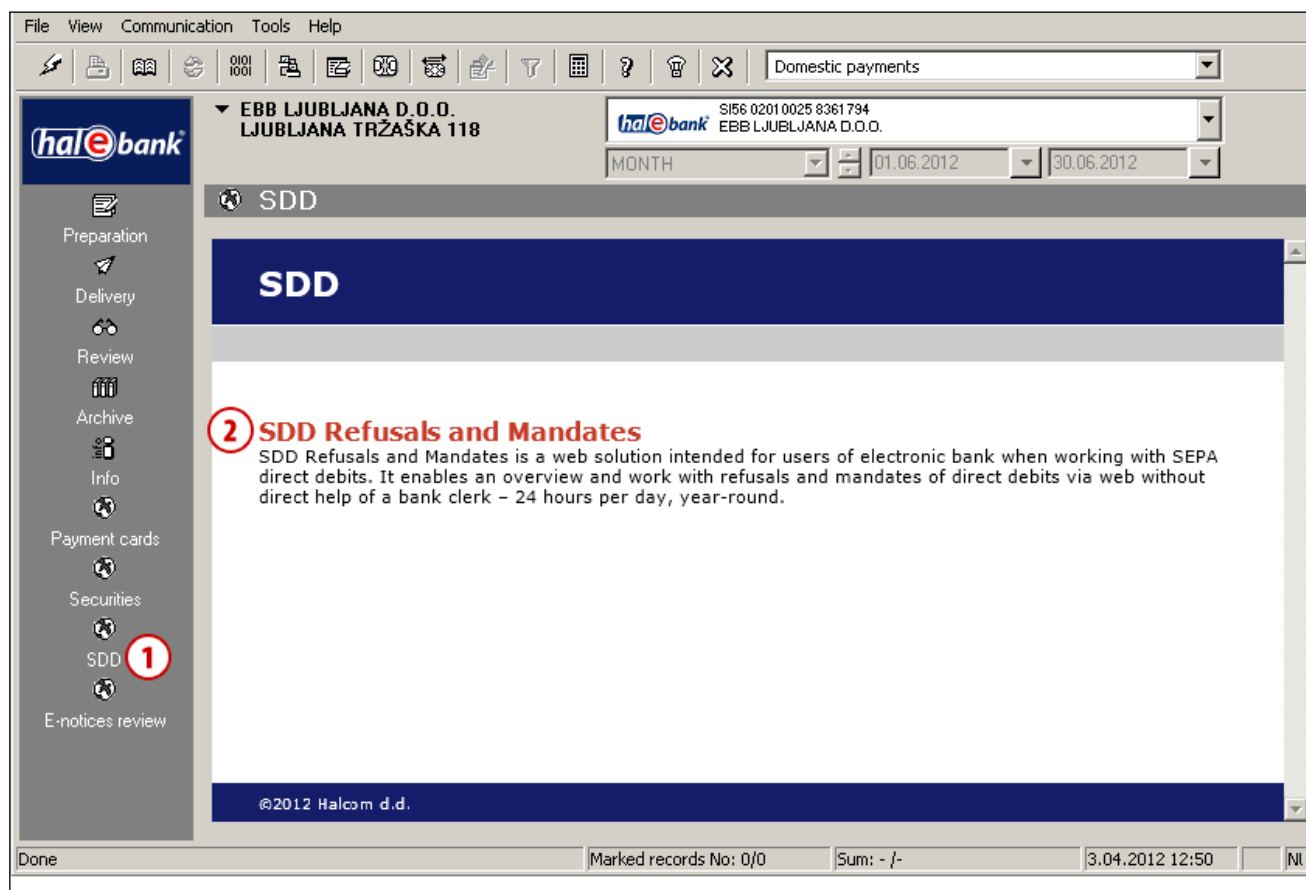 File View Communication Tools Help
Domestic payments
hal e bank
EBB LJUBLJANA D.O.O.
LJUBLJANA TRŽAŠKA 118
hal e bank
SI56 0201 0025 8361 794
EBB LJUBLJANA D.O.O.
MONTH 01.06.2012 30.06.2012
SDD
Preparation
Delivery
Review
Archive
Info
Payment cards
Securities
SDD 1
E-notices review
SDD
2 SDD Refusals and Mandates
SDD Refusals and Mandates is a web solution intended for users of electronic bank when working with SEPA
direct debits. It enables an overview and work with refusals and mandates of direct debits via web without
direct help of a bank clerk – 24 hours per day, year-round.
©2012 Halcom d.d.
Done Marked records No: 0/0 Sum: - /- 3.04.2012 12:50